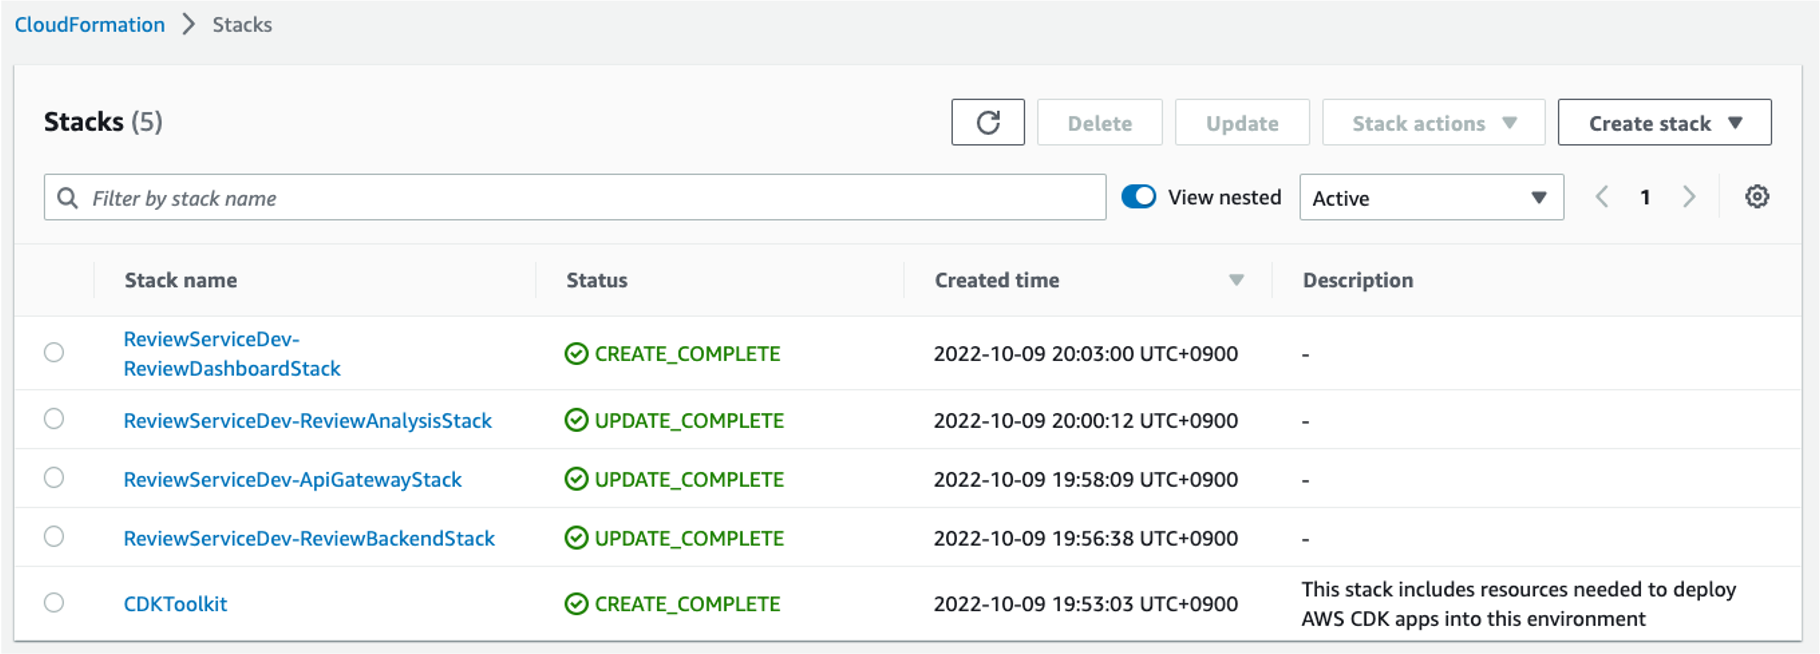 CloudFormation > Stacks
Stacks (5)
Delete
Update
Stack actions
Create stack
Filter by stack name
View nested
Active
1
Stack name Status Created time Description
ReviewServiceDev-
ReviewDashboardStack
CREATE_COMPLETE 2022-10-09 20:03:00 UTC+0900 -
ReviewServiceDev-ReviewAnalysisStack UPDATE_COMPLETE 2022-10-09 20:00:12 UTC+0900 -
ReviewServiceDev-ApiGatewayStack UPDATE_COMPLETE 2022-10-09 19:58:09 UTC+0900 -
ReviewServiceDev-ReviewBackendStack UPDATE_COMPLETE 2022-10-09 19:56:38 UTC+0900 -
CDKToolkit CREATE_COMPLETE 2022-10-09 19:53:03 UTC+0900
This stack includes resources needed to deploy
AWS CDK apps into this environment